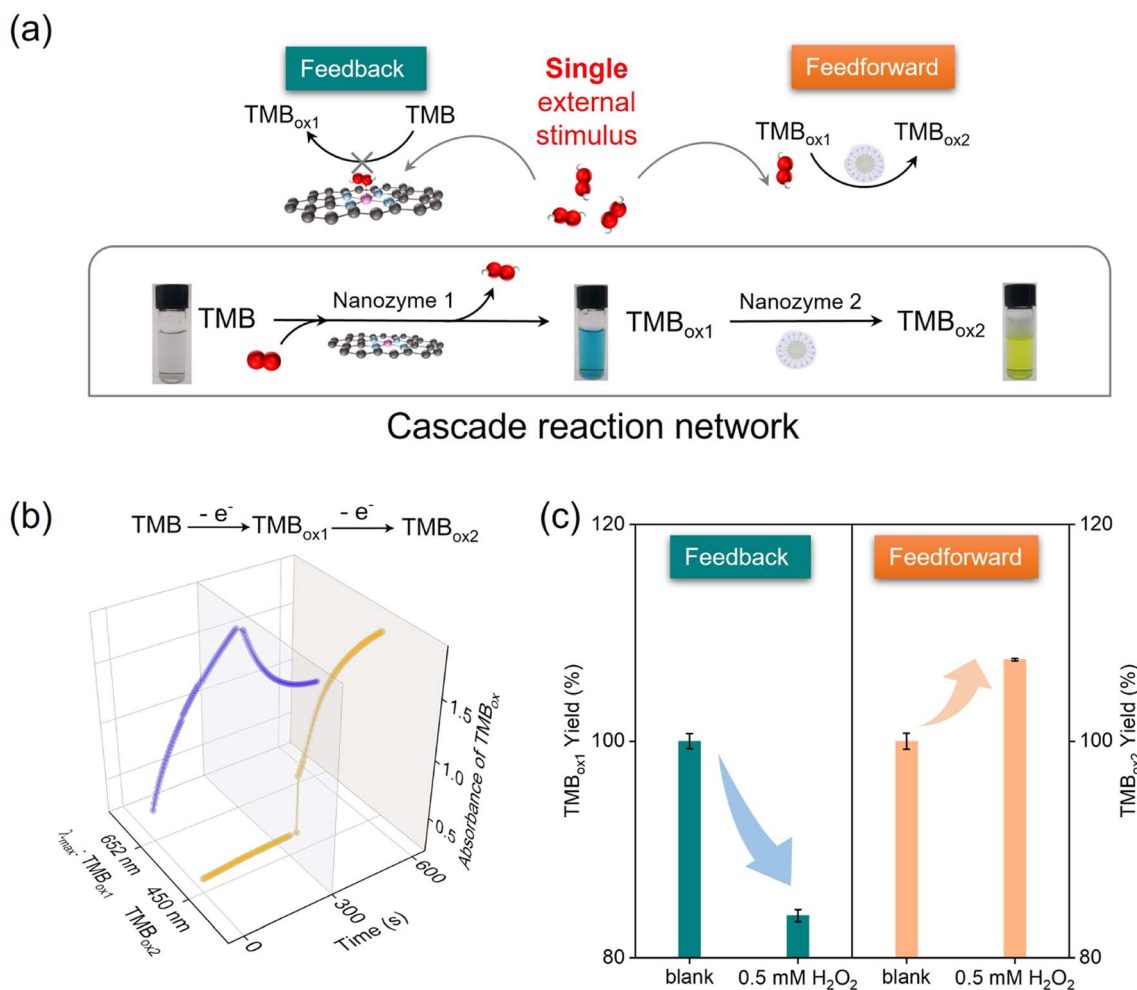 (a)
Feedback
Single
external
stimulus
Feedforward
TMBox1
TMB
TMBox1
TMBox2
TMB
Nanozyme 1
TMBox1
Nanozyme 2
TMBox2
Cascade reaction network
(b)
TMB - e⁻ TMBox1 - e⁻ TMBox2
1.5
1.0
0.5
Absorbance of TMBox
652 nm
450 nm
λmax: TMBox1
TMBox2
0
300
600
Time (s)
(c)
120
100
80
TMBox1 Yield (%)
Feedback
Feedforward
120
100
80
TMBox2 Yield (%)
blank
0.5 mM H₂O₂
blank
0.5 mM H₂O₂